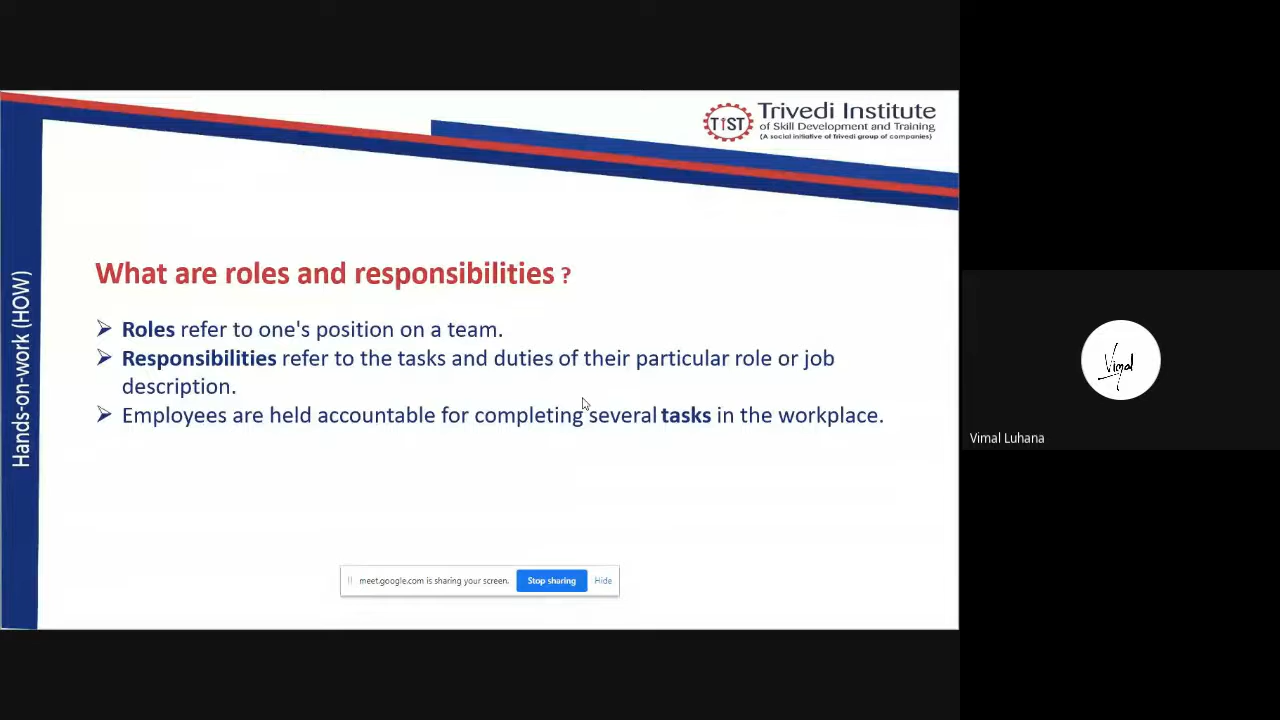 TIST
Trivedi Institute
of Skill Development and Training
(A social initiative of Trivedi group of companies)
Hands-on-work (HOW)
What are roles and responsibilities ?
➢ Roles refer to one's position on a team.
➢ Responsibilities refer to the tasks and duties of their particular role or job
description.
➢ Employees are held accountable for completing several tasks in the workplace.
meet.google.com is sharing your screen. Stop sharing Hide
Vimal
Vimal Luhana